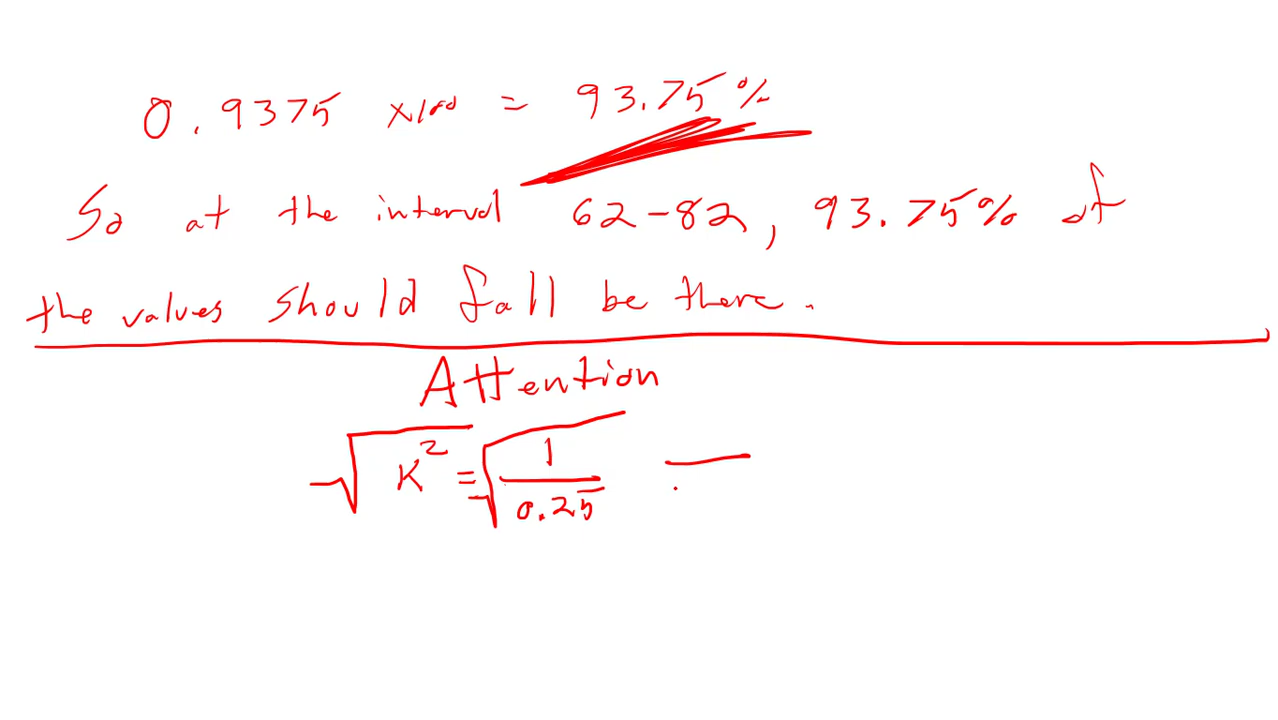 0.9375 x100 = 93.75%
So at the interval 62-82, 93.75% of
the values should fall be there.
Attention
√K² = √1/0.25